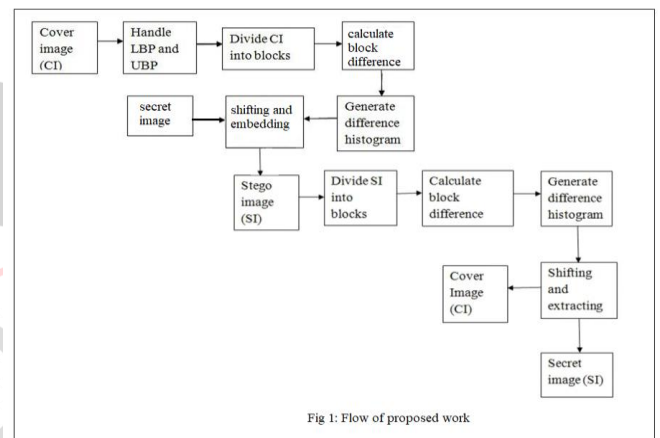 Cover
image
(CI)
Handle
LBP and
UBP
Divide CI
into blocks
calculate
block
difference
secret
image
shifting and
embedding
Generate
difference
histogram
Stego
image
(SI)
Divide SI
into
blocks
Calculate
block
difference
Generate
difference
histogram
Cover
Image
(CI)
Shifting
and
extracting
Secret
image (SI)
Fig 1: Flow of proposed work